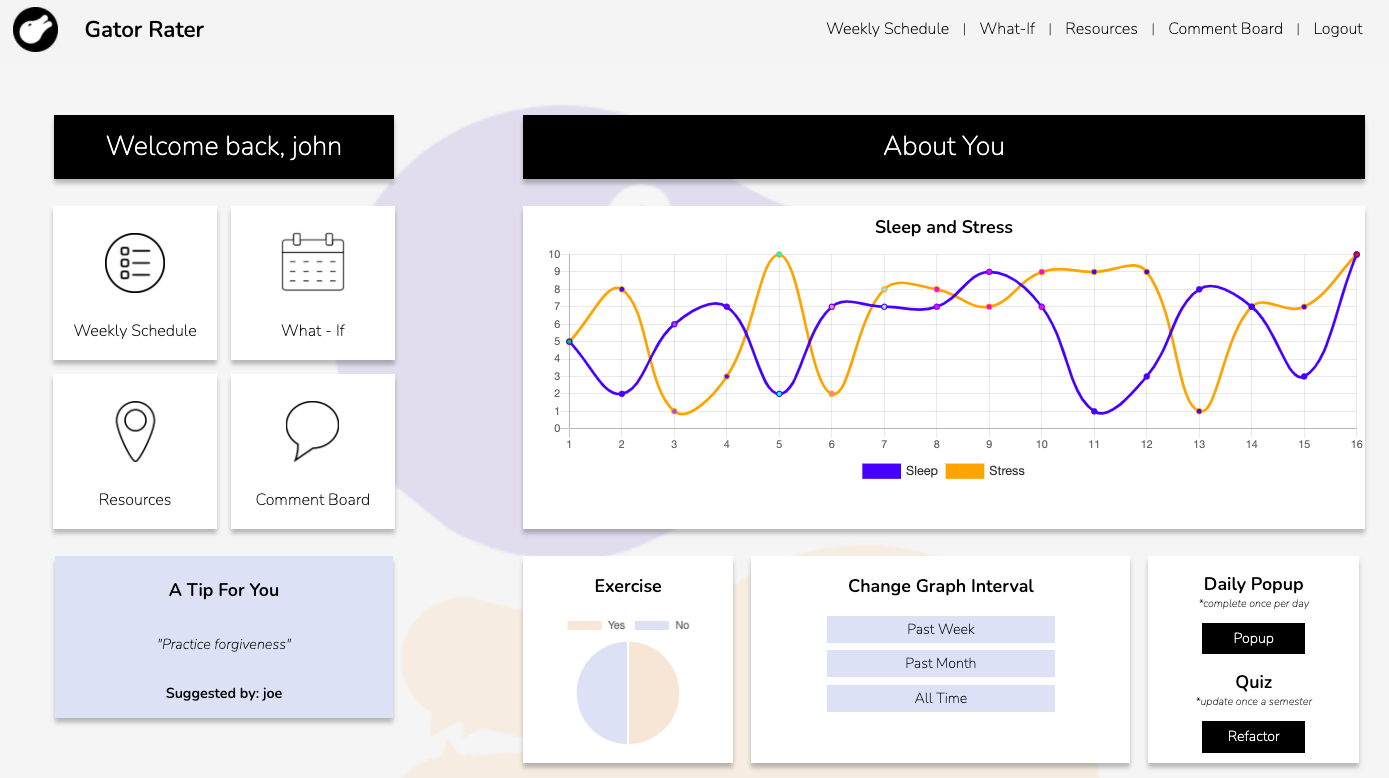 Gator Rater
Weekly Schedule | What-If | Resources | Comment Board | Logout
Welcome back, john
Weekly Schedule
What - If
Resources
Comment Board
A Tip For You
"Practice forgiveness"
Suggested by: joe
About You
Sleep and Stress
10
9
8
7
6
5
4
3
2
1
0
1 2 3 4 5 6 7 8 9 10 11 12 13 14 15 16
Sleep Stress
Exercise
Yes No
Change Graph Interval
Past Week
Past Month
All Time
Daily Popup
*complete once per day
Popup
Quiz
*update once a semester
Refactor